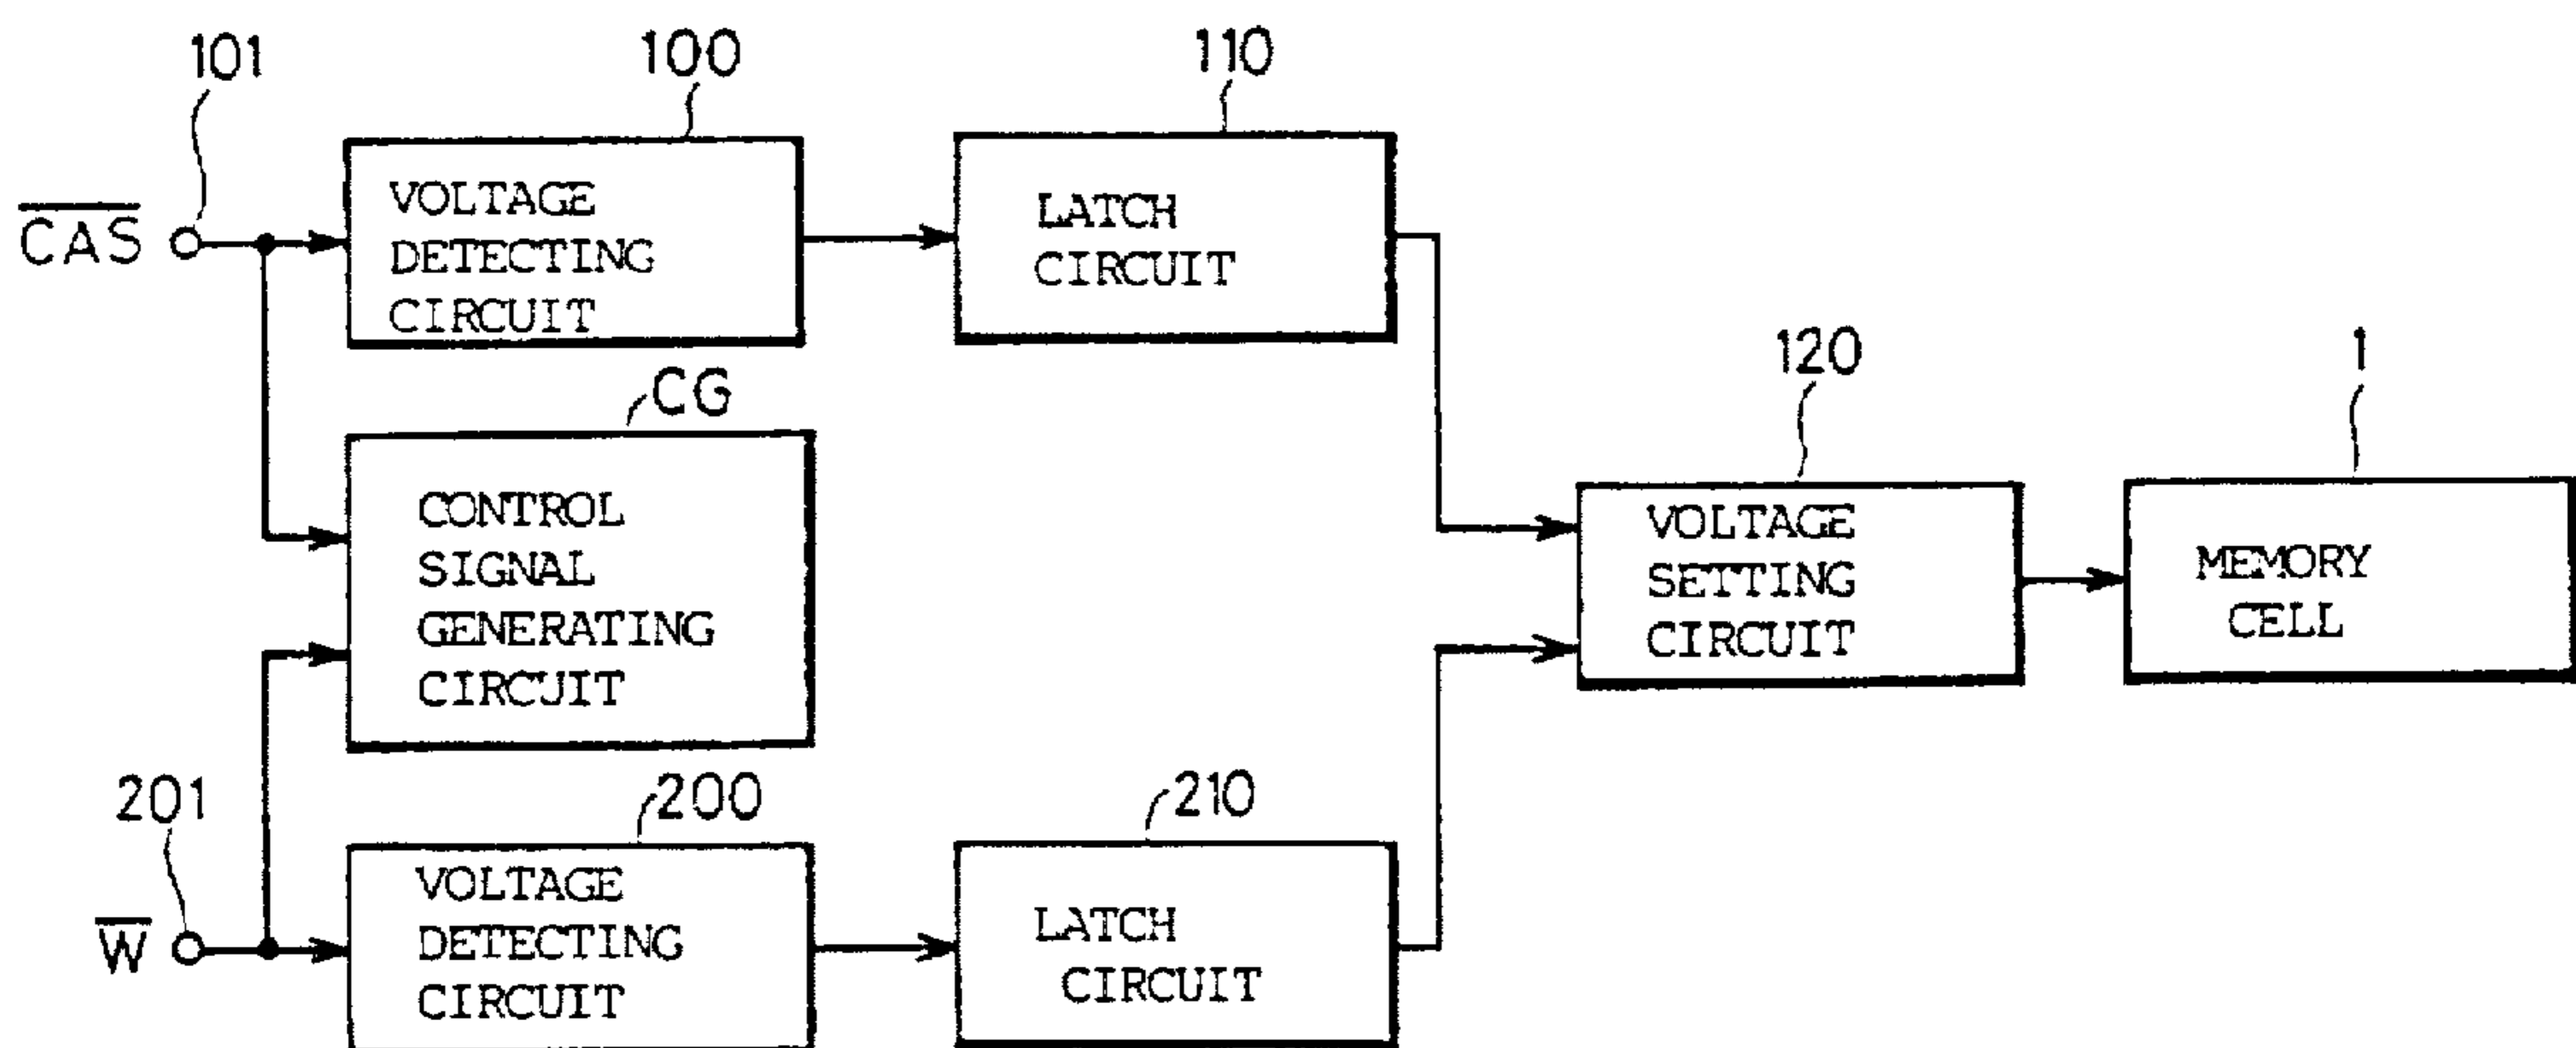 101
100
110
C̅A̅S̅
VOLTAGE
DETECTING
CIRCUIT
LATCH
CIRCUIT
CG
CONTROL
SIGNAL
GENERATING
CIRCUIT
120
VOLTAGE
SETTING
CIRCUIT
1
MEMORY
CELL
201
200
210
W̅
VOLTAGE
DETECTING
CIRCUIT
LATCH
CIRCUIT